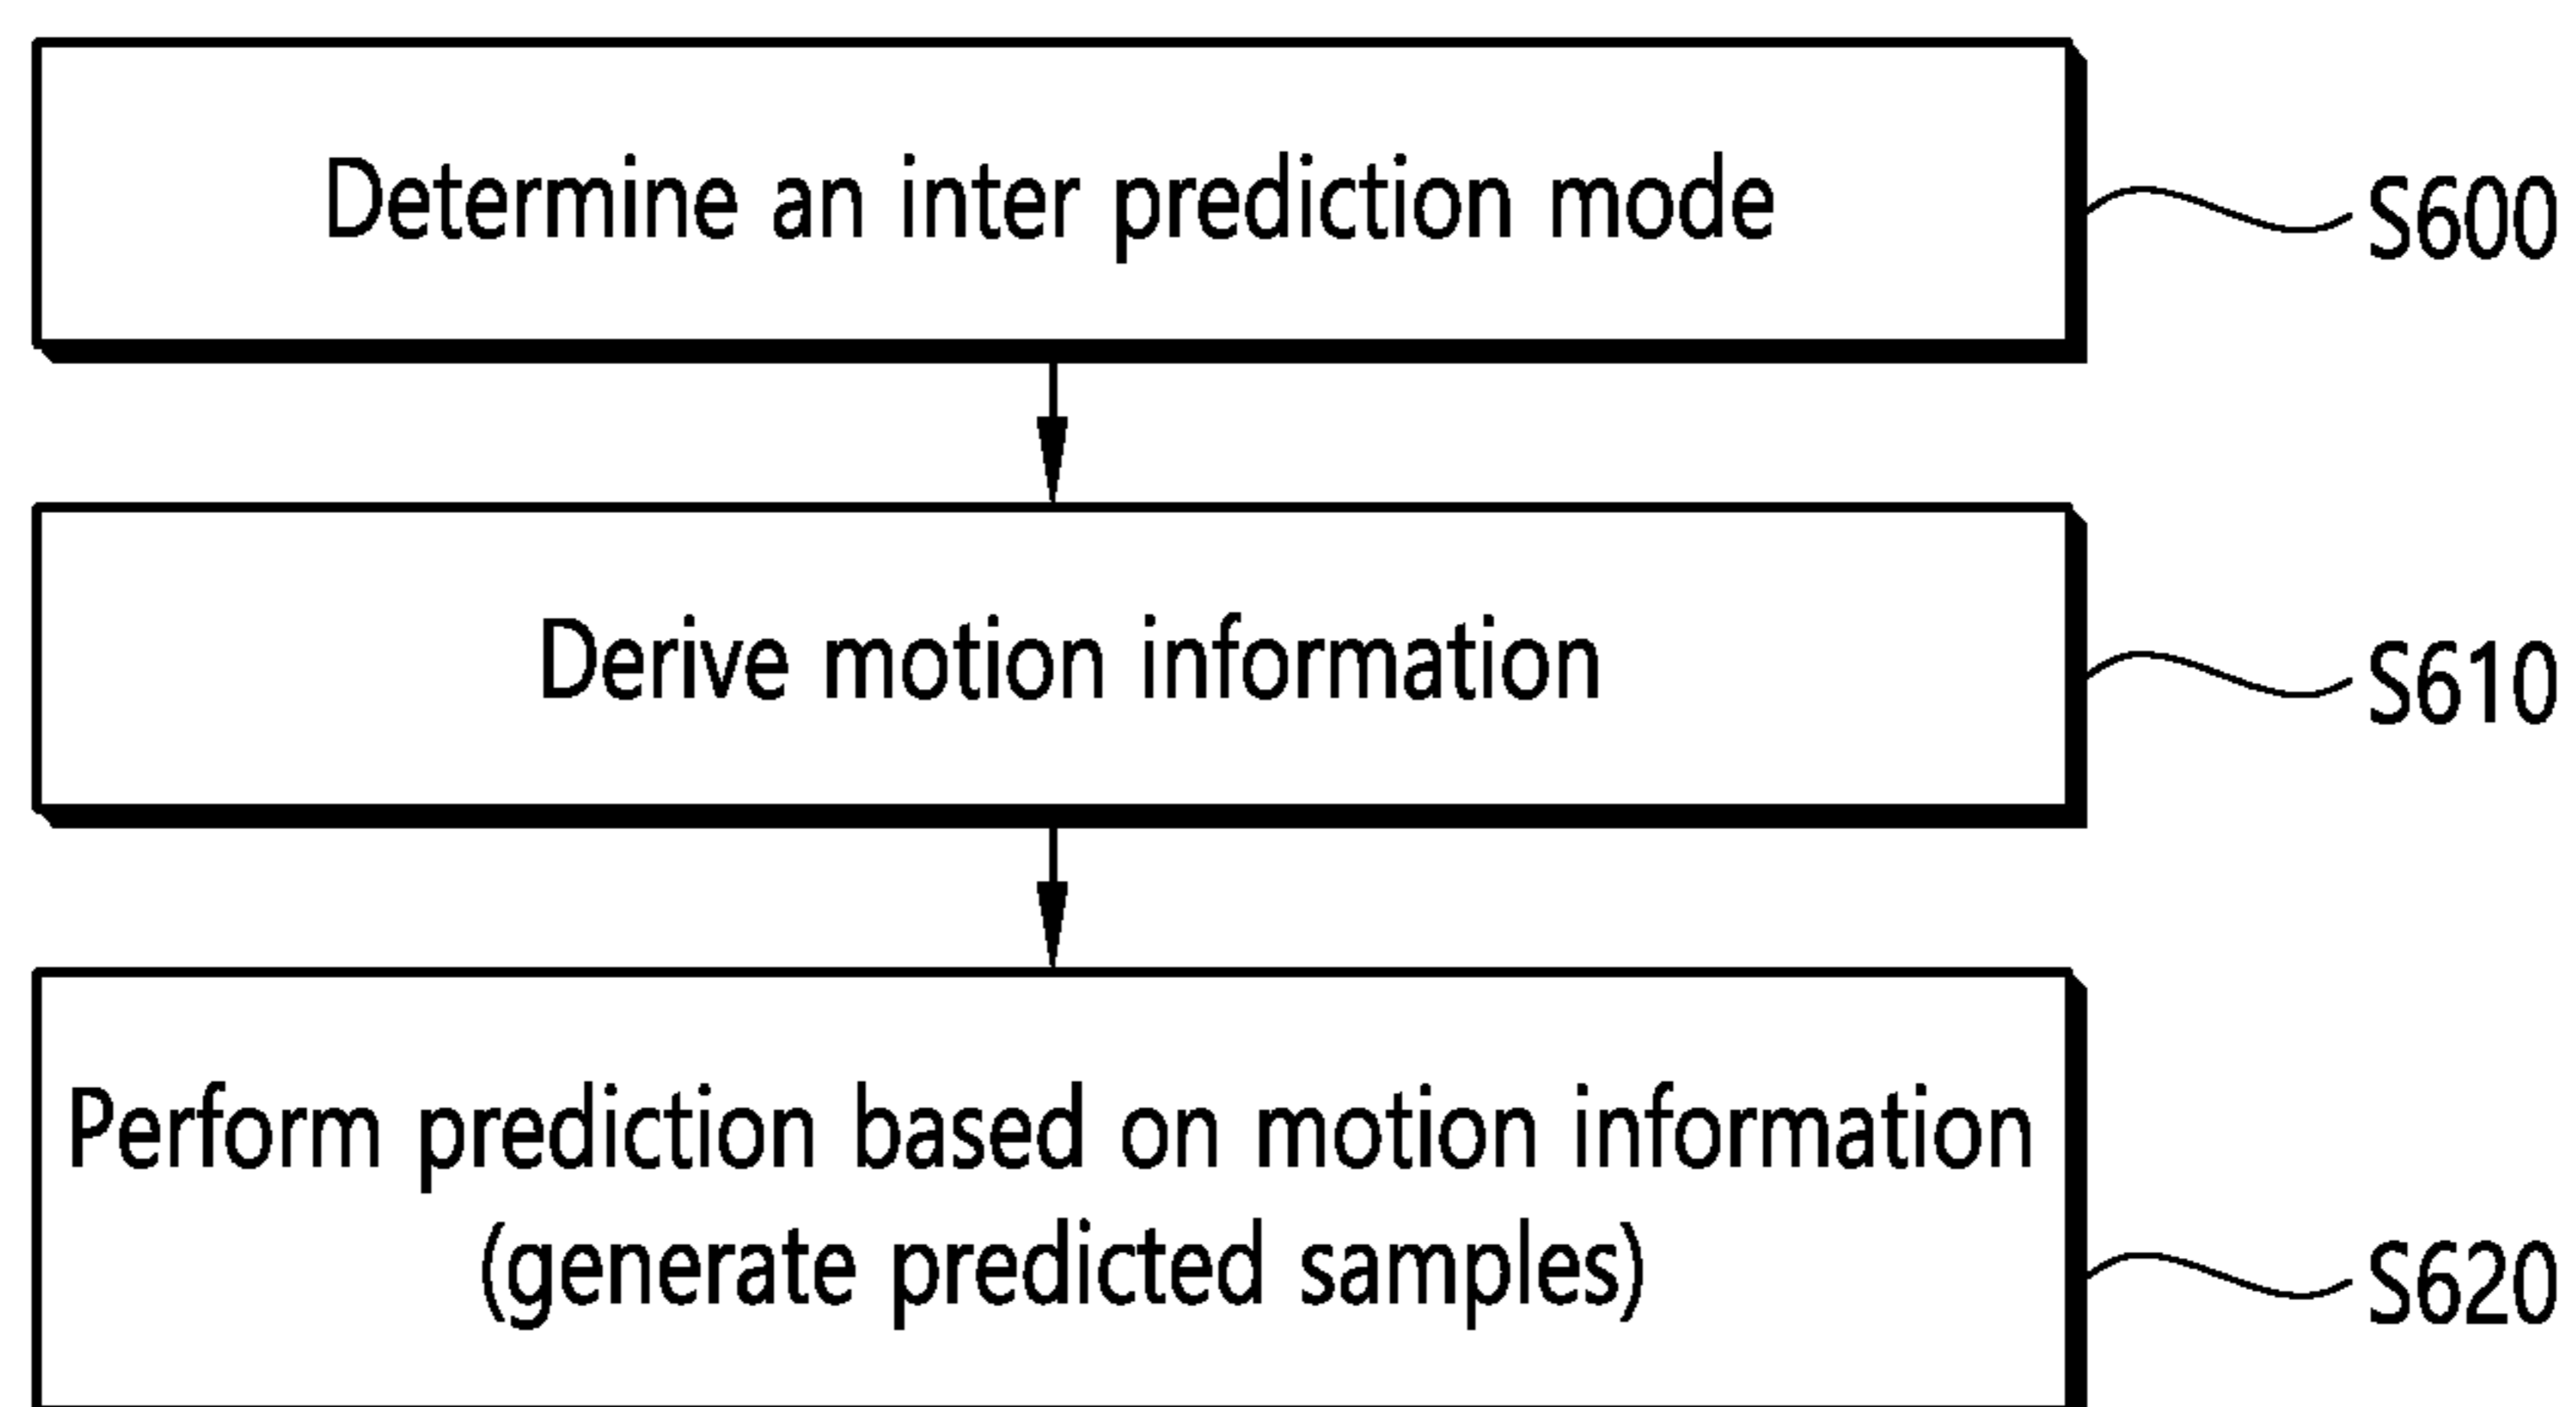 Determine an inter prediction mode
S600
Derive motion information
S610
Perform prediction based on motion information
(generate predicted samples)
S620